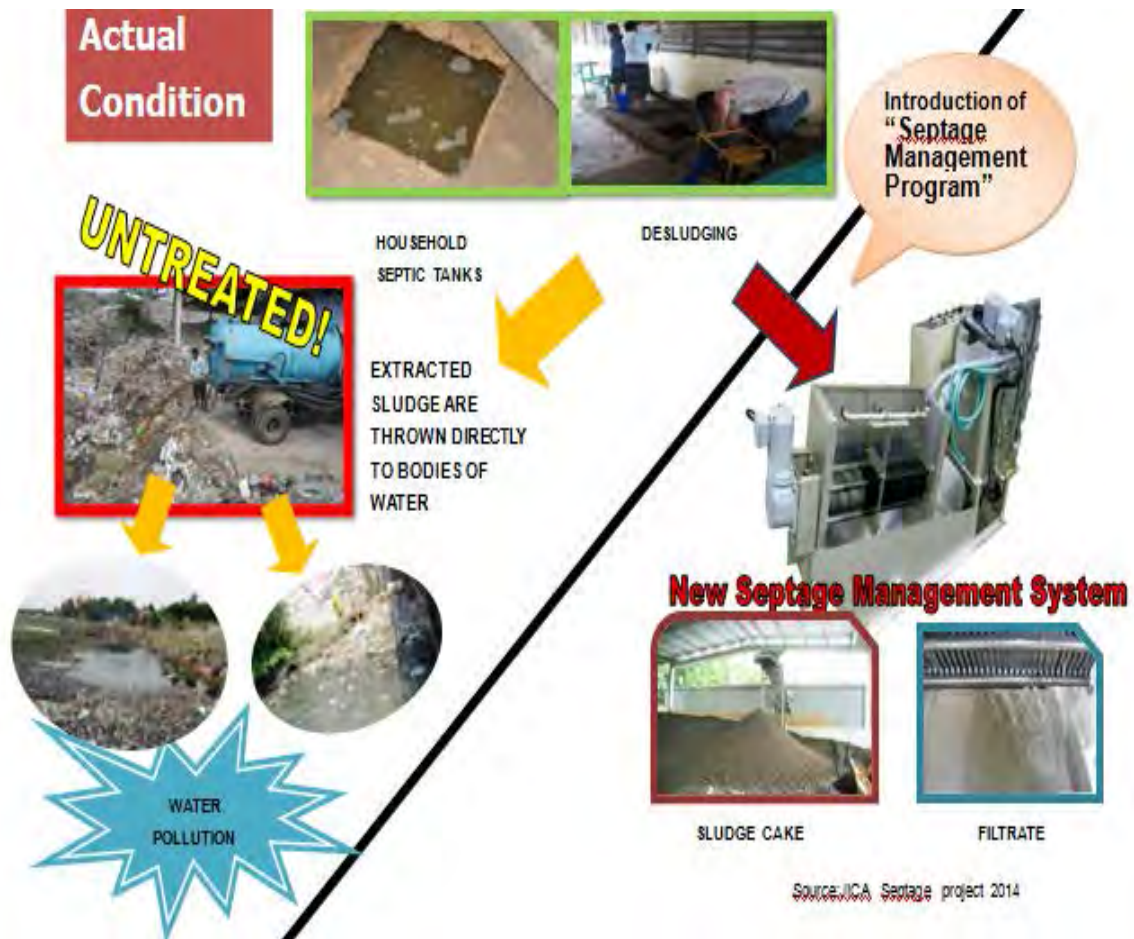 Actual
Condition
Introduction of
“Septage
Management
Program”
HOUSEHOLD
SEPTIC TANKS
DESLUDGING
UNTREATED!
EXTRACTED
SLUDGE ARE
THROWN DIRECTLY
TO BODIES OF
WATER
New Septage Management System
WATER
POLLUTION
SLUDGE CAKE
FILTRATE
Source:JICA Septage project 2014